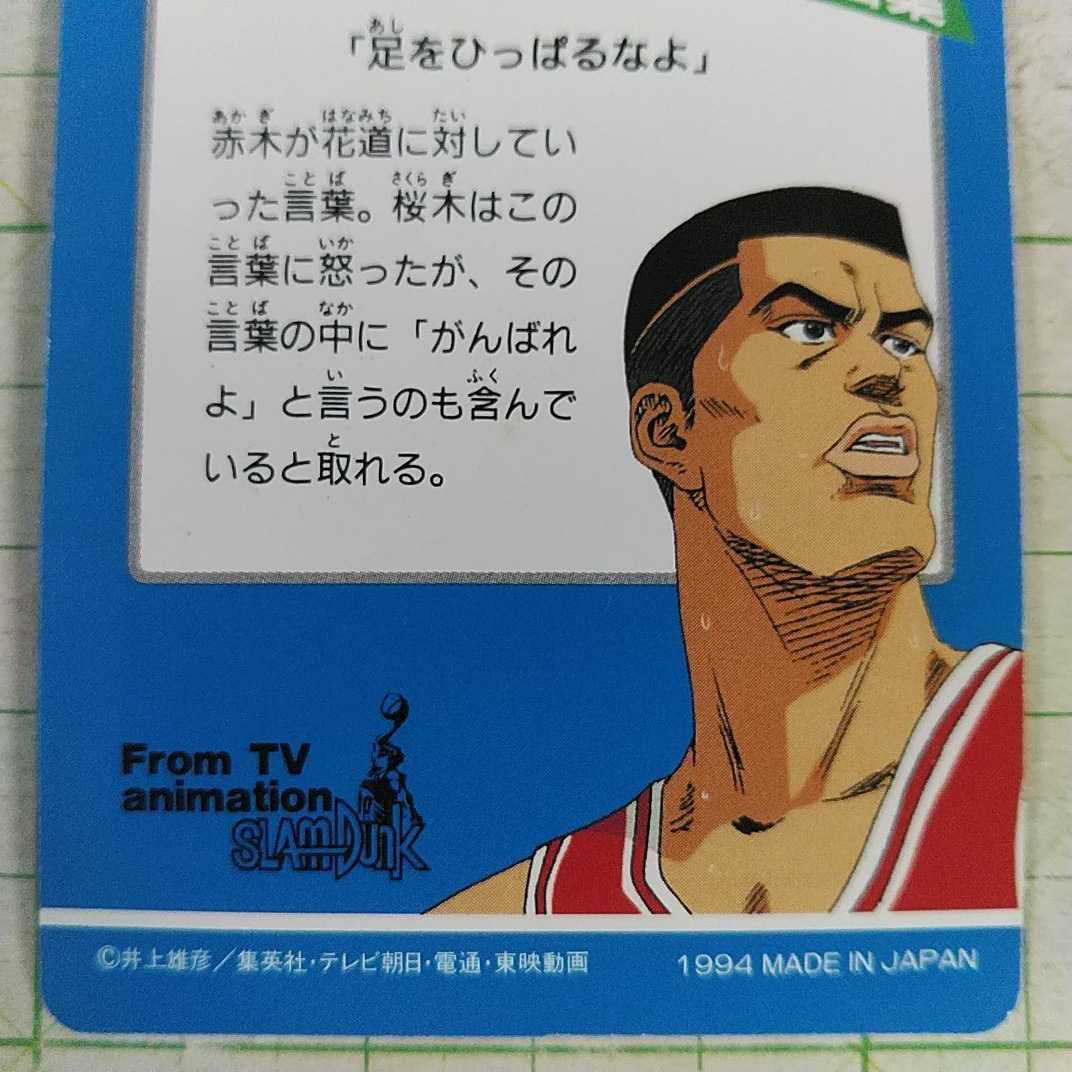 「足をひっぱるなよ」
赤木が花道に対してい
った言葉。桜木はこの
言葉に怒ったが、その
言葉の中に「がんばれ
よ」と言うのも含んで
いると取れる。
From TV
animation
SLAM DUNK
©井上雄彦／集英社・テレビ朝日・電通・東映動画
1994 MADE IN JAPAN